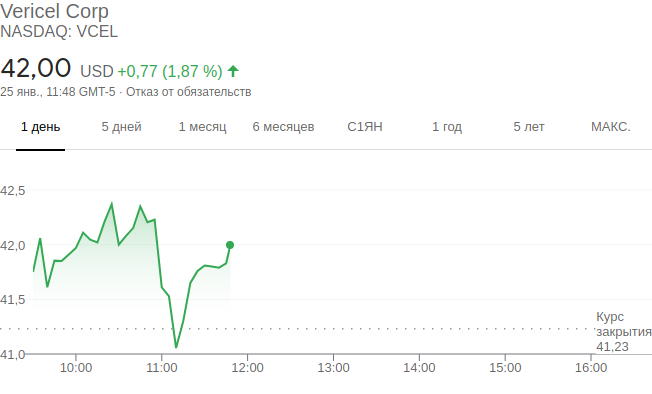 Vericel Corp
NASDAQ: VCEL
42,00 USD +0,77 (1,87 %)
25 янв., 11:48 GMT-5 · Отказ от обязательств
1 день 5 дней 1 месяц 6 месяцев С1ЯН 1 год 5 лет МАКС.
42,5
42,0
41,5
Курс
закрытия
41,23
41,0
10:00 11:00 12:00 13:00 14:00 15:00 16:00